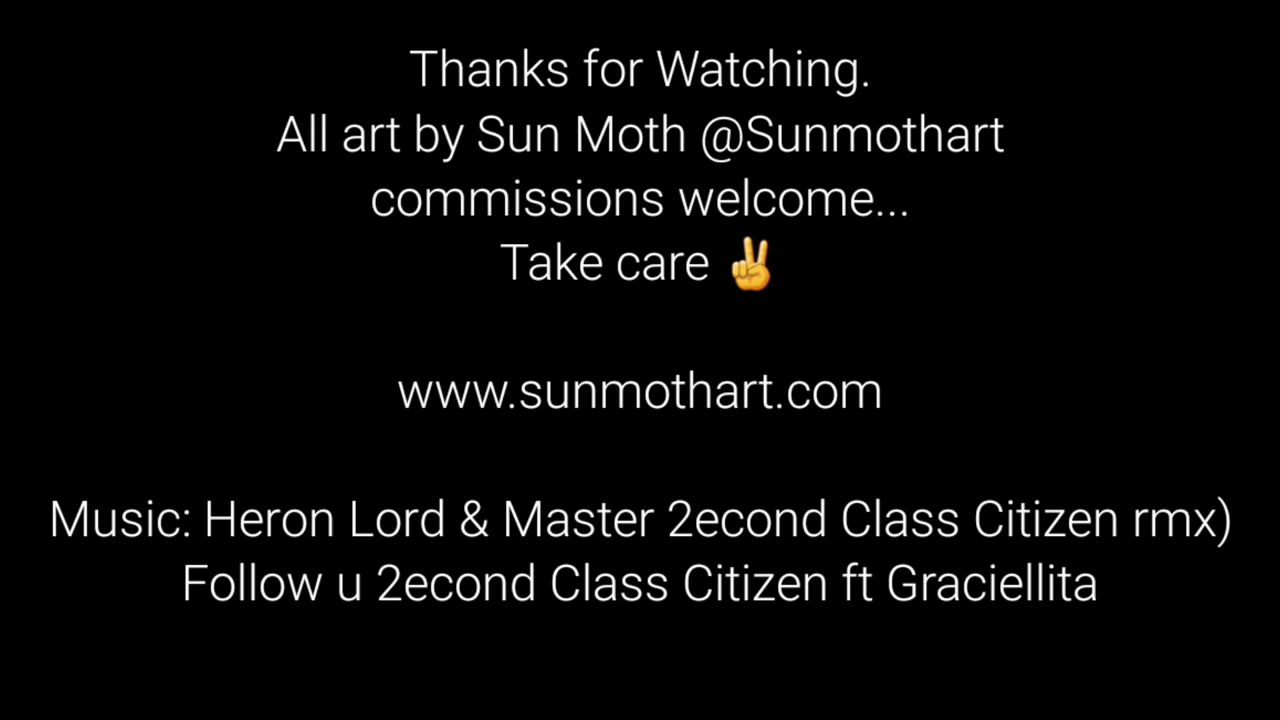 Thanks for Watching.
All art by Sun Moth @Sunmothart
commissions welcome...
Take care ✌
www.sunmothart.com
Music: Heron Lord & Master 2econd Class Citizen rmx)
Follow u 2econd Class Citizen ft Graciellita